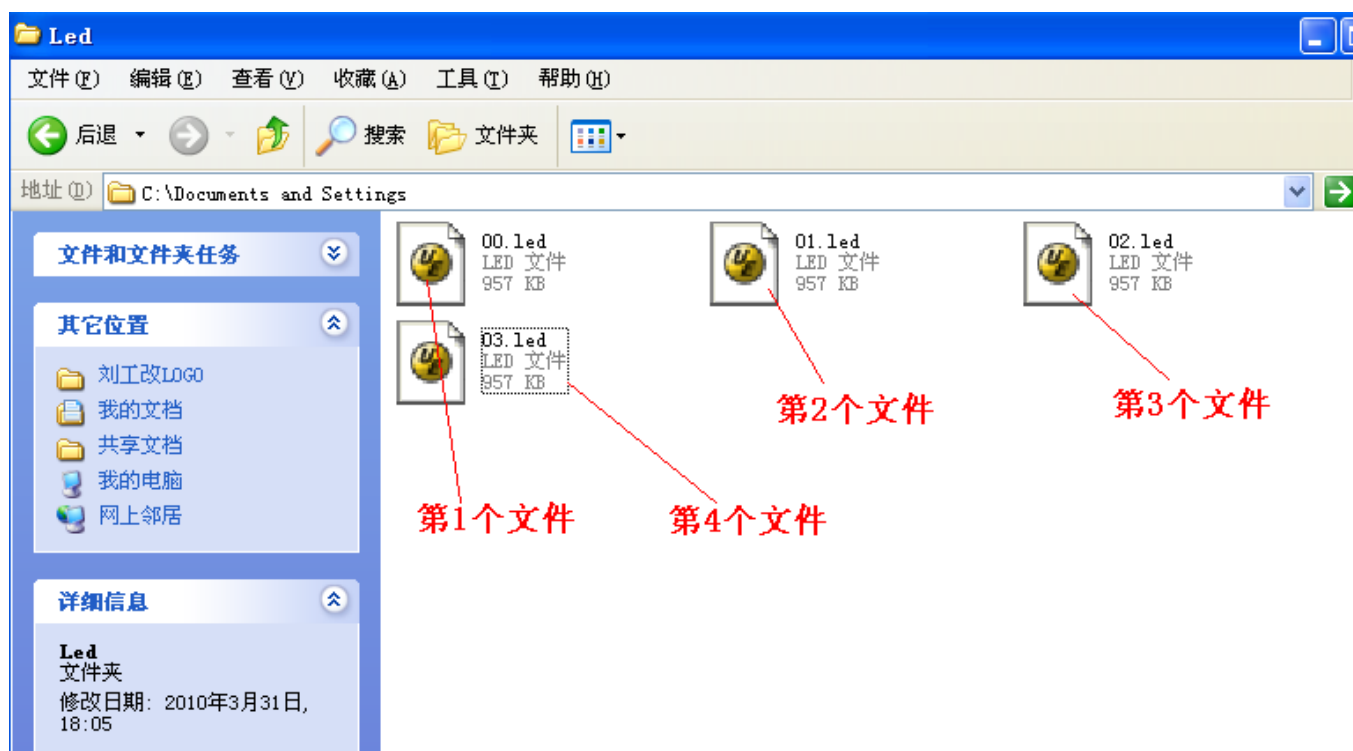 Led
文件(F) 编辑(E) 查看(V) 收藏(A) 工具(T) 帮助(H)
后退 搜索 文件夹
地址(D) C:\Documents and Settings
文件和文件夹任务
其它位置
刘工改LOGO
我的文档
共享文档
我的电脑
网上邻居
详细信息
Led
文件夹
修改日期: 2010年3月31日,
18:05
00.led
LED 文件
957 KB
01.led
LED 文件
957 KB
02.led
LED 文件
957 KB
03.led
LED 文件
957 KB
第2个文件
第3个文件
第1个文件
第4个文件